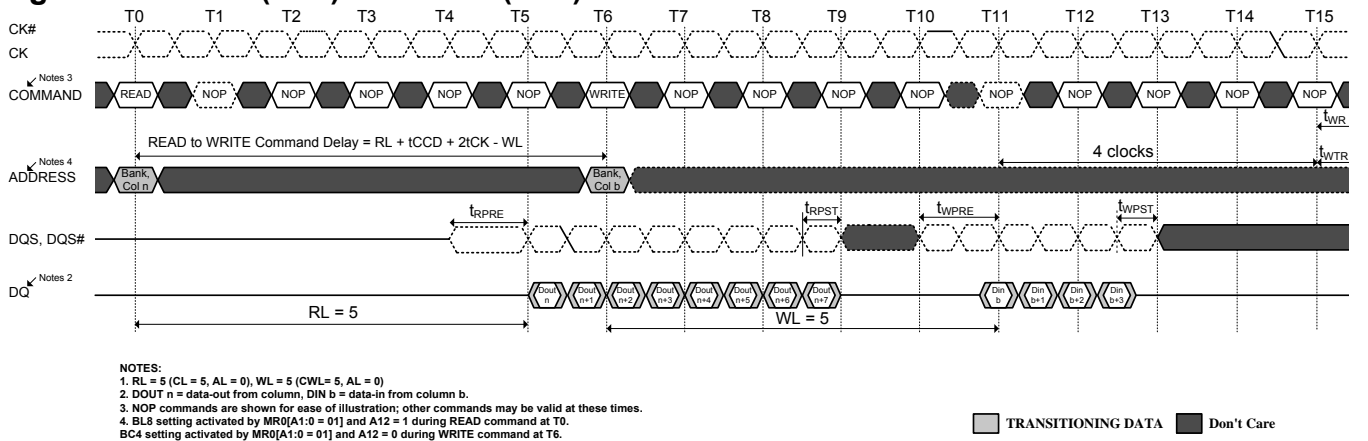 T0 T1 T2 T3 T4 T5 T6 T7 T8 T9 T10 T11 T12 T13 T14 T15
CK#
CK
Notes 3
COMMAND
READ NOP NOP NOP NOP NOP WRITE NOP NOP NOP NOP NOP NOP NOP NOP NOP
tWR
READ to WRITE Command Delay = RL + tCCD + 2tCK - WL
4 clocks
tWTR
Notes 4
ADDRESS
Bank, Col n
Bank, Col b
tRPRE tRPST tWPRE tWPST
DQS, DQS#
Notes 2
DQ
Dout n Dout n+1 Dout n+2 Dout n+3 Dout n+4 Dout n+5 Dout n+6 Dout n+7 Din b Din b+1 Din b+2 Din b+3
RL = 5
WL = 5
NOTES:
1. RL = 5 (CL = 5, AL = 0), WL = 5 (CWL= 5, AL = 0)
2. DOUT n = data-out from column, DIN b = data-in from column b.
3. NOP commands are shown for ease of illustration; other commands may be valid at these times.
4. BL8 setting activated by MR0[A1:0 = 01] and A12 = 1 during READ command at T0.
BC4 setting activated by MR0[A1:0 = 01] and A12 = 0 during WRITE command at T6.
TRANSITIONING DATA
Don't Care